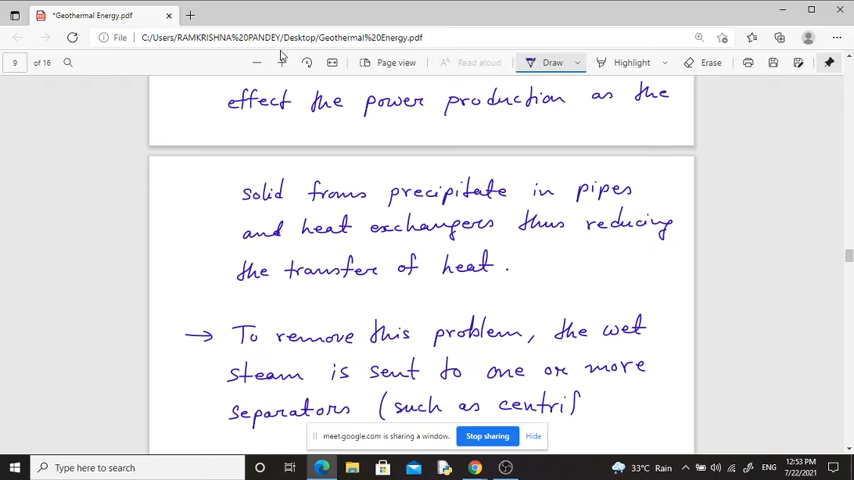 *Geothermal Energy.pdf
File
C:/Users/RAMKRISHNA%20PANDEY/Desktop/Geothermal%20Energy.pdf
9 of 16
Page view
Read aloud
Draw
Highlight
Erase
effect the power production as the
solid froms precipitate in pipes
and heat exchangers thus reducing
the transfer of heat.
→ To remove this problem, the wet
steam is sent to one or more
separators (such as centrif
meet.google.com is sharing a window. Stop sharing Hide
Type here to search
33°C Rain
ENG
12:53 PM
7/22/2021